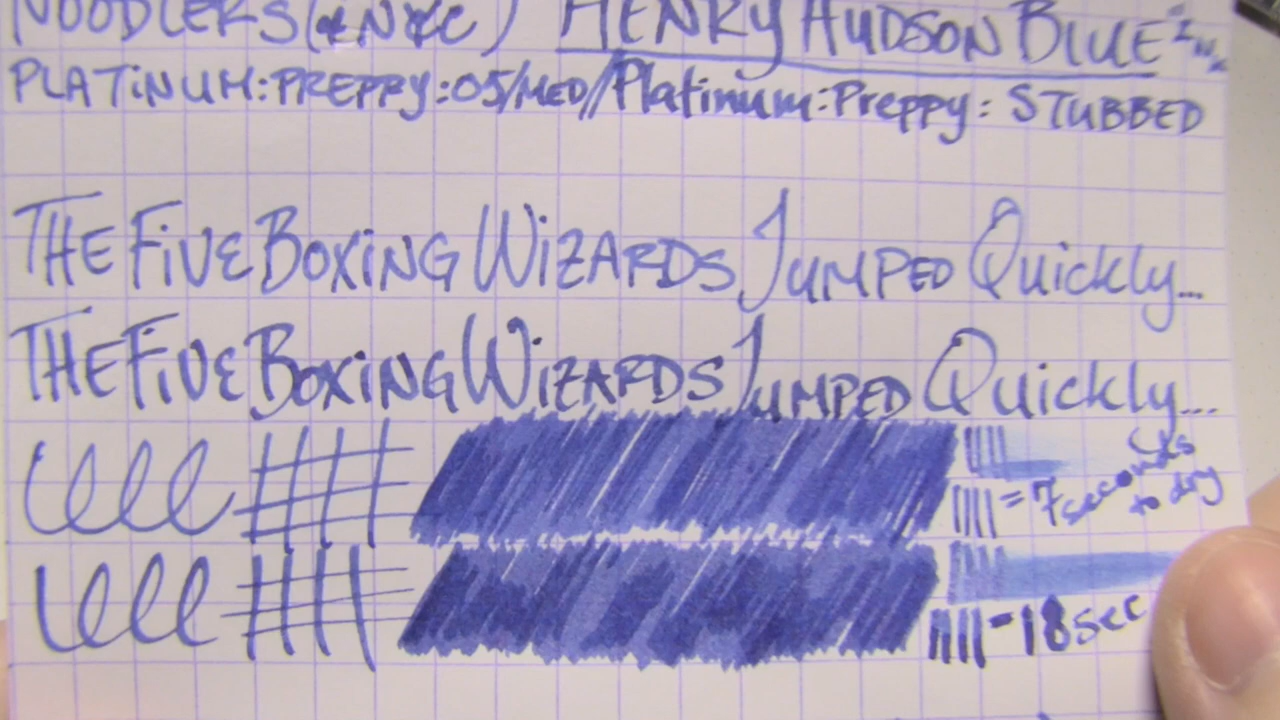 NOODLERS (& NYC) HENRY HUDSON BLUE INK
PLATINUM:PREPPY:05/MED//Platinum:Preppy: STUBBED
THE FIVE BOXING WIZARDS JUMPED QUICKLY...
THE FIVE BOXING WIZARDS JUMPED QUICKLY...
= 7 seconds to dry
-18 sec